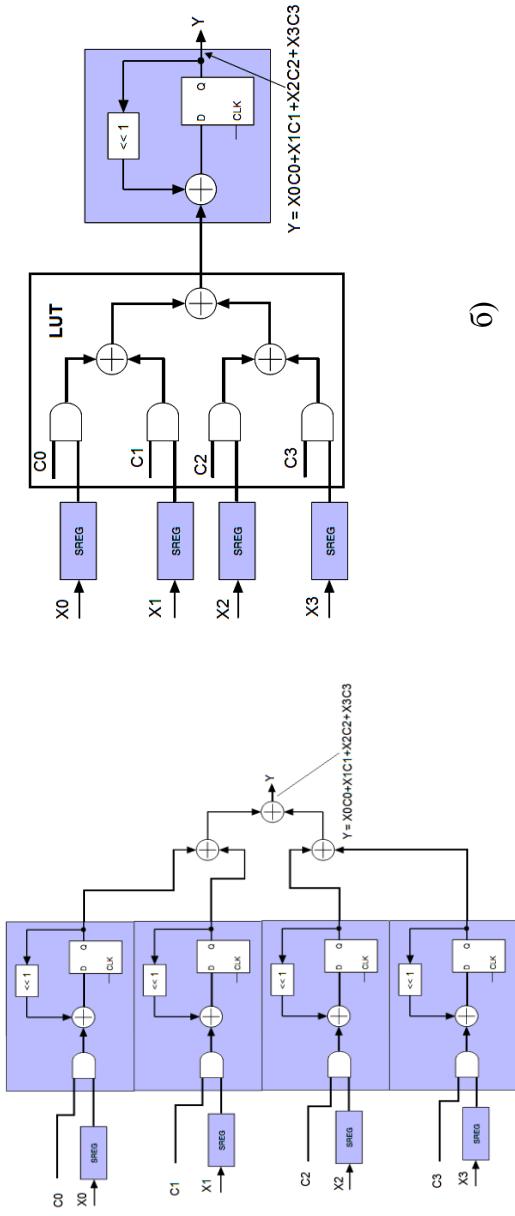 C0
X0
SREG
<< 1
D Q
CLK
C1
X1
SREG
<< 1
D Q
CLK
C2
X2
SREG
<< 1
D Q
CLK
C3
X3
SREG
<< 1
D Q
CLK
Y
Y = X0C0+X1C1+X2C2+X3C3
X0
SREG
C0
X1
SREG
C1
X2
SREG
C2
X3
SREG
C3
LUT
<< 1
D Q
CLK
Y
Y = X0C0+X1C1+X2C2+X3C3
б)